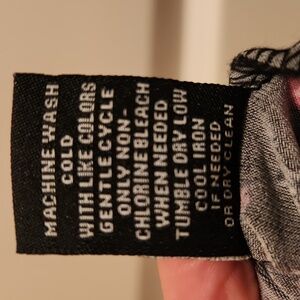 MACHINE WASH
COLD
WITH LIKE COLORS
GENTLE CYCLE
ONLY NON-
CHLORINE BLEACH
WHEN NEEDED
TUMBLE DRY LOW
COOL IRON
IF NEEDED
OR DRY CLEAN